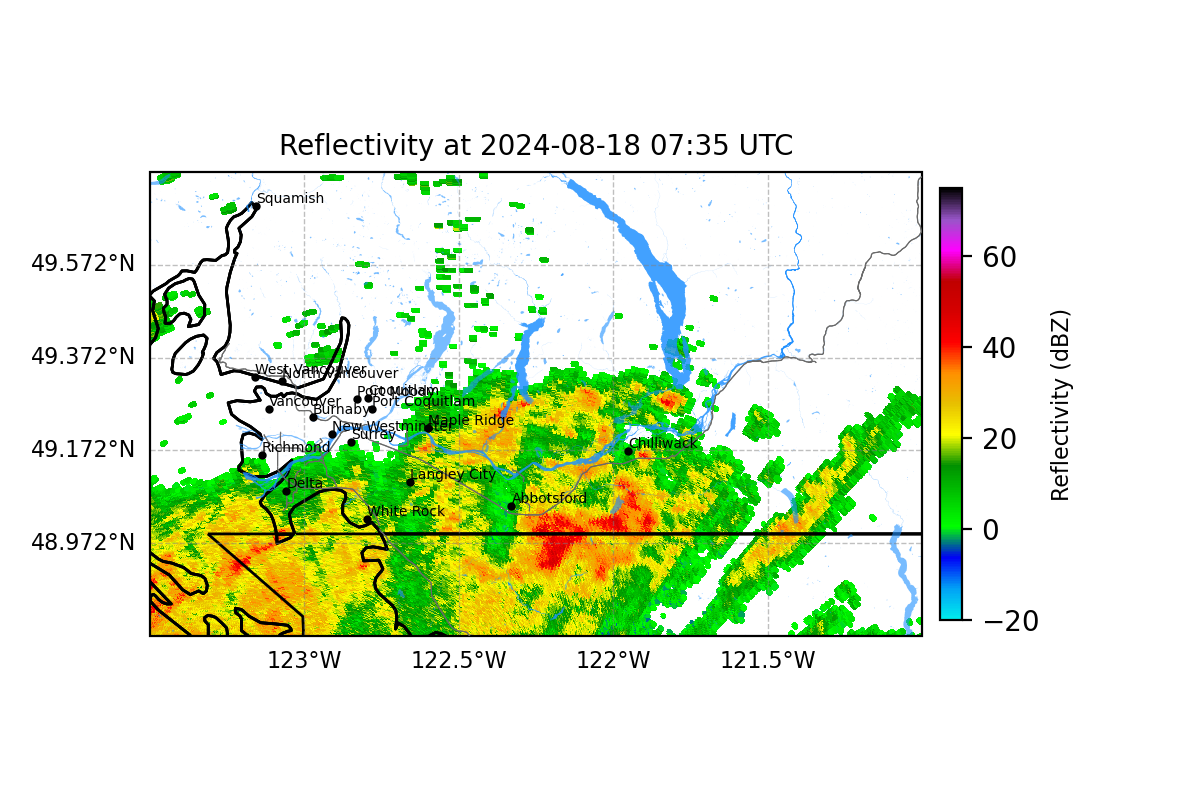 Reflectivity at 2024-08-18 07:35 UTC
Squamish
49.572°N
60
49.372°N
40
West Vancouver
North Vancouver
Coquitlam
Port Moody
Port Coquitlam
Vancouver
Burnaby
Maple Ridge
New Westminster
Surrey
20
49.172°N
Richmond
Chilliwack
Langley City
Delta
Abbotsford
White Rock
0
48.972°N
−20
123°W
122.5°W
122°W
121.5°W
Reflectivity (dBZ)